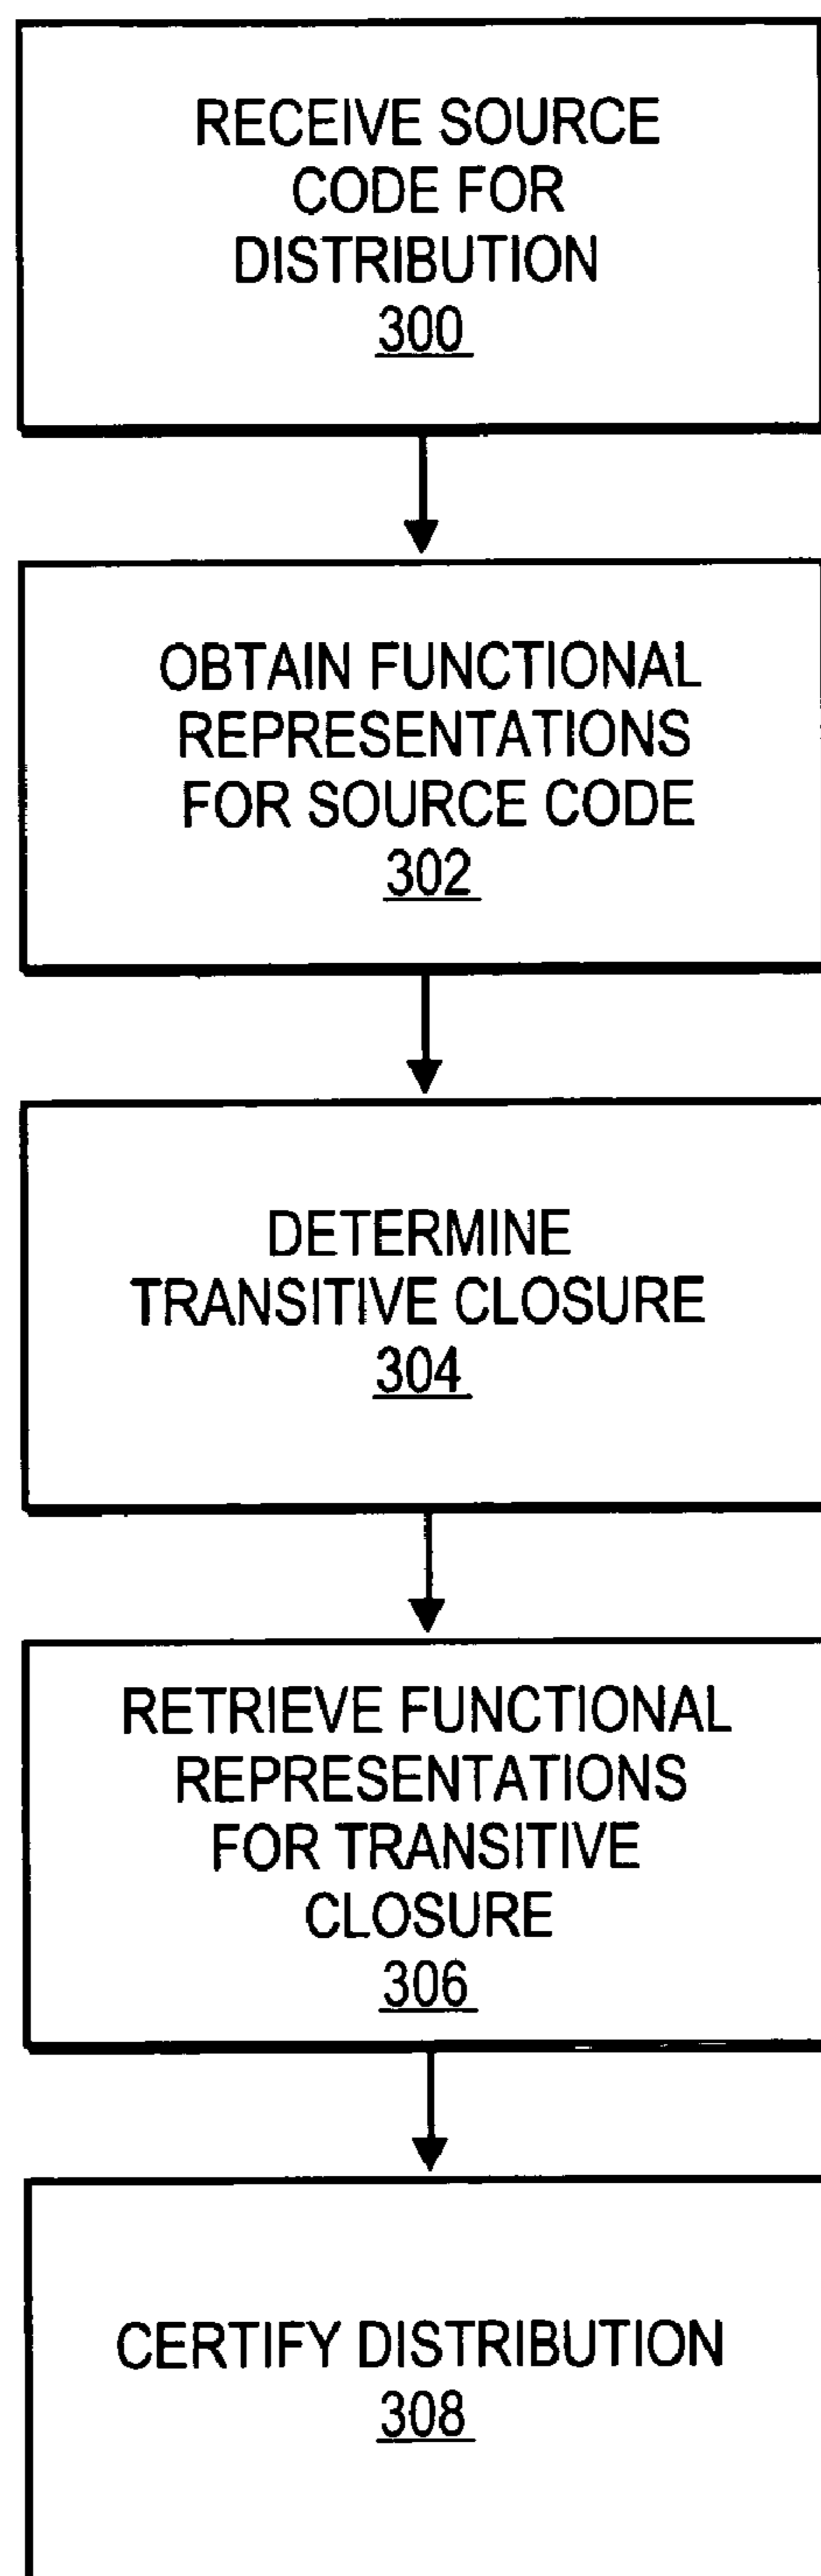 RECEIVE SOURCE
CODE FOR
DISTRIBUTION
300
OBTAIN FUNCTIONAL
REPRESENTATIONS
FOR SOURCE CODE
302
DETERMINE
TRANSITIVE CLOSURE
304
RETRIEVE FUNCTIONAL
REPRESENTATIONS
FOR TRANSITIVE
CLOSURE
306
CERTIFY DISTRIBUTION
308